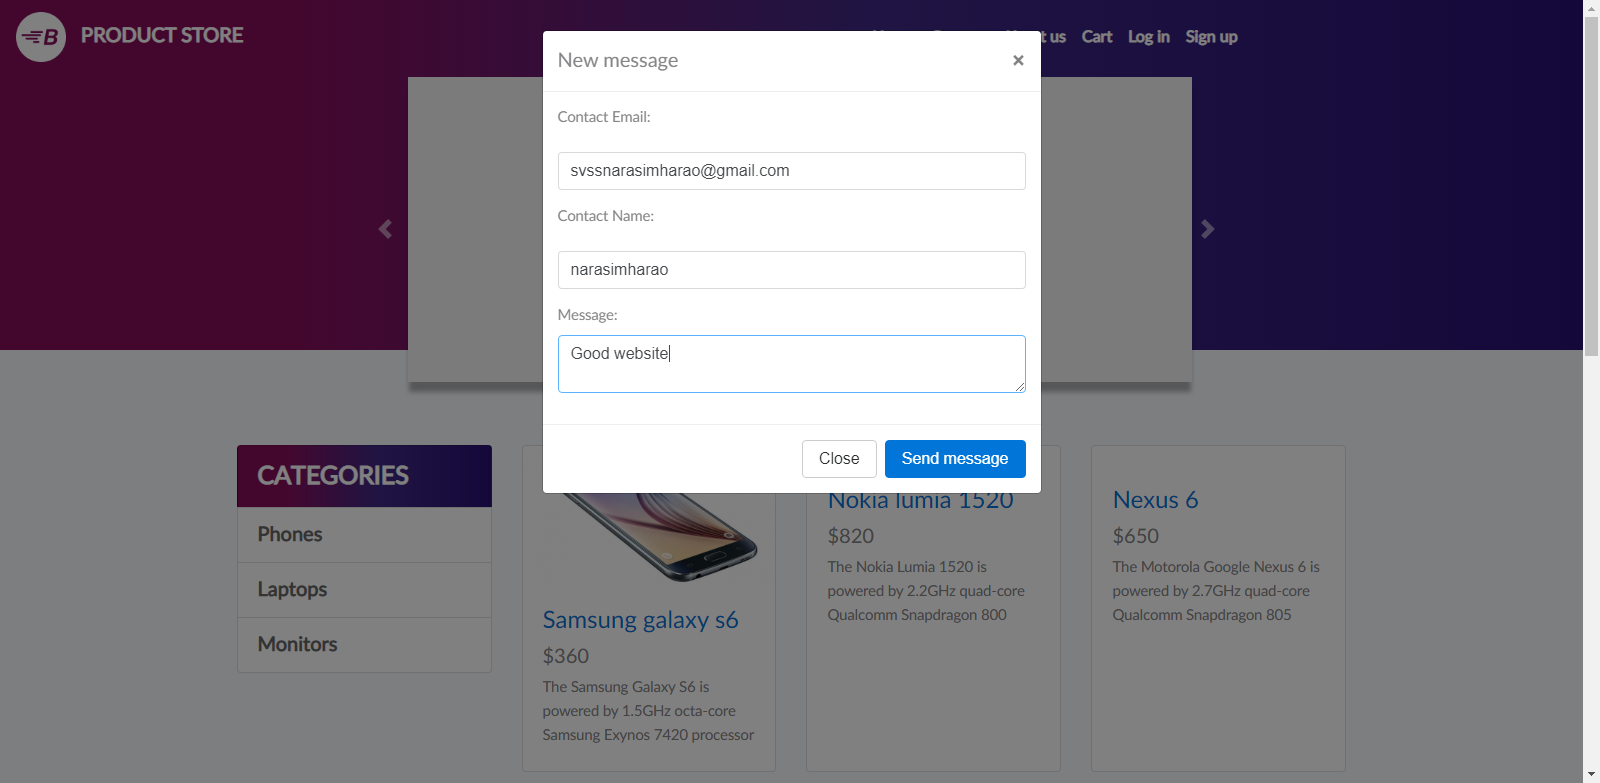 B PRODUCT STORE
t us Cart Log in Sign up
New message ×
Contact Email:
svssnarasimharao@gmail.com
Contact Name:
narasimharao
Message:
Good website
Close Send message
CATEGORIES
Phones
Laptops
Monitors
Samsung galaxy s6
$360
The Samsung Galaxy S6 is
powered by 1.5GHz octa-core
Samsung Exynos 7420 processor
Nokia lumia 1520
$820
The Nokia Lumia 1520 is
powered by 2.2GHz quad-core
Qualcomm Snapdragon 800
Nexus 6
$650
The Motorola Google Nexus 6 is
powered by 2.7GHz quad-core
Qualcomm Snapdragon 805